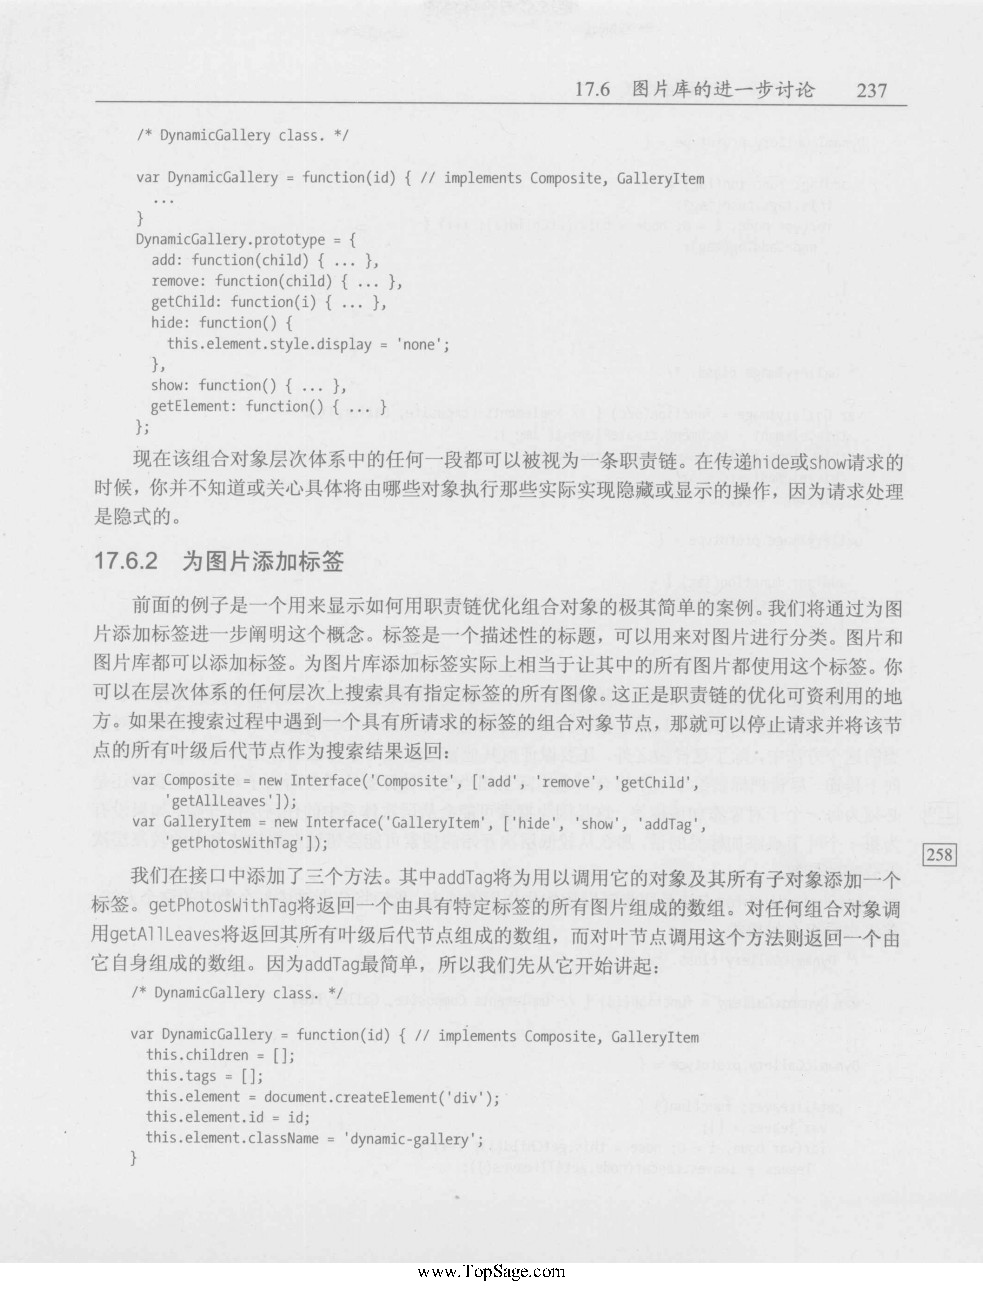 17.6 图片库的进一步讨论 237
/* DynamicGallery class. */
var DynamicGallery = function(id) { // implements Composite, GalleryItem
...
}
DynamicGallery.prototype = {
add: function(child) { ... },
remove: function(child) { ... },
getChild: function(i) { ... },
hide: function() {
this.element.style.display = 'none';
},
show: function() { ... },
getElement: function() { ... }
};
现在该组合对象层次体系中的任何一段都可以被视为一条职责链。在传递hide或show请求的
时候，你并不知道或关心具体将由哪些对象执行那些实际实现隐藏或显示的操作，因为请求处理
是隐式的。
17.6.2 为图片添加标签
前面的例子是一个用来显示如何用职责链优化组合对象的极其简单的案例。我们将通过为图
片添加标签进一步阐明这个概念。标签是一个描述性的标题，可以用来对图片进行分类。图片和
图片库都可以添加标签。为图片库添加标签实际上相当于让其中的所有图片都使用这个标签。你
可以在层次体系的任何层次上搜索具有指定标签的所有图像。这正是职责链的优化可资利用的地
方。如果在搜索过程中遇到一个具有所请求的标签的组合对象节点，那就可以停止请求并将该节
点的所有叶级后代节点作为搜索结果返回：
var Composite = new Interface('Composite', ['add', 'remove', 'getChild',
'getAllLeaves']);
var GalleryItem = new Interface('GalleryItem', ['hide', 'show', 'addTag',
'getPhotosWithTag']);
258
我们在接口中添加了三个方法。其中addTag将为用以调用它的对象及其所有子对象添加一个
标签。getPhotosWithTag将返回一个由具有特定标签的所有图片组成的数组。对任何组合对象调
用getAllLeaves将返回其所有叶级后代节点组成的数组，而对叶节点调用这个方法则返回一个由
它自身组成的数组。因为addTag最简单，所以我们先从它开始讲起：
/* DynamicGallery class. */
var DynamicGallery = function(id) { // implements Composite, GalleryItem
this.children = [];
this.tags = [];
this.element = document.createElement('div');
this.element.id = id;
this.element.className = 'dynamic-gallery';
}
www.TopSage.com